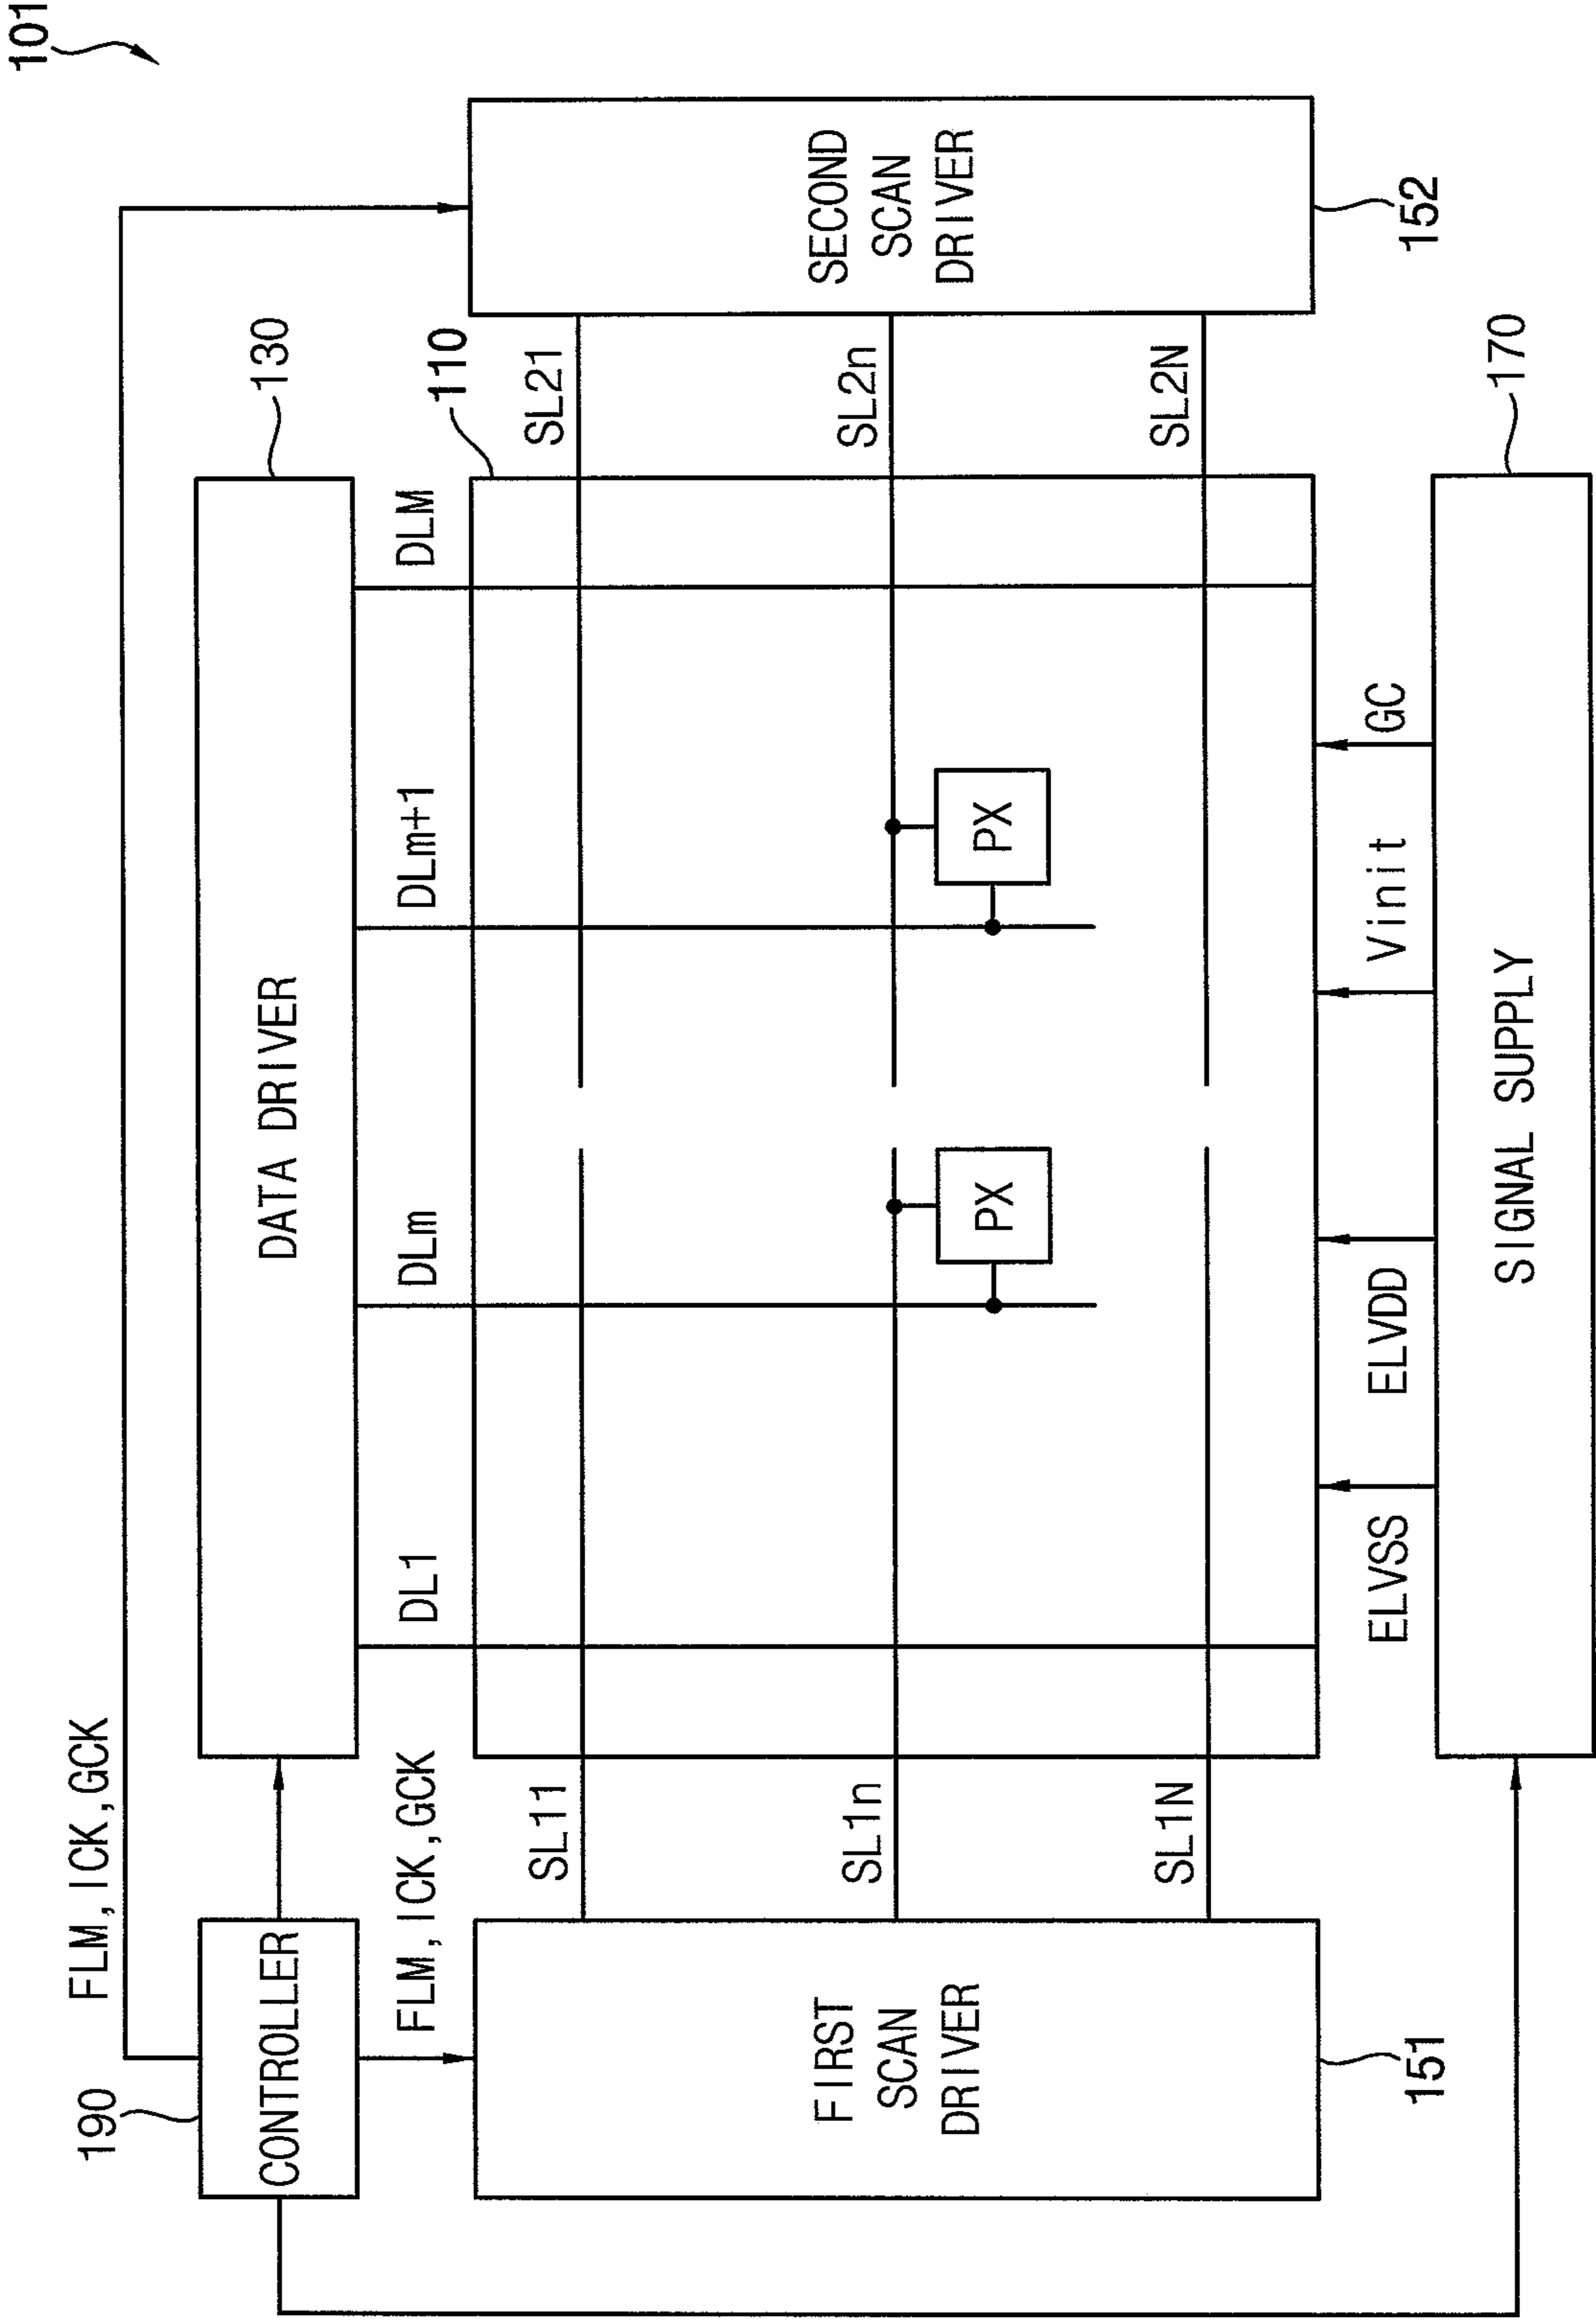 101
FLM,ICK,GCK
190
CONTROLLER
DATA DRIVER
130
FLM,ICK,GCK
DL1
DLm
DLm+1
DLM
110
SL11
SL21
FIRST
SCAN
DRIVER
SL1n
PX
PX
SL2n
SECOND
SCAN
DRIVER
SL1N
SL2N
151
152
ELVSS
ELVDD
Vinit
GC
SIGNAL SUPPLY
170